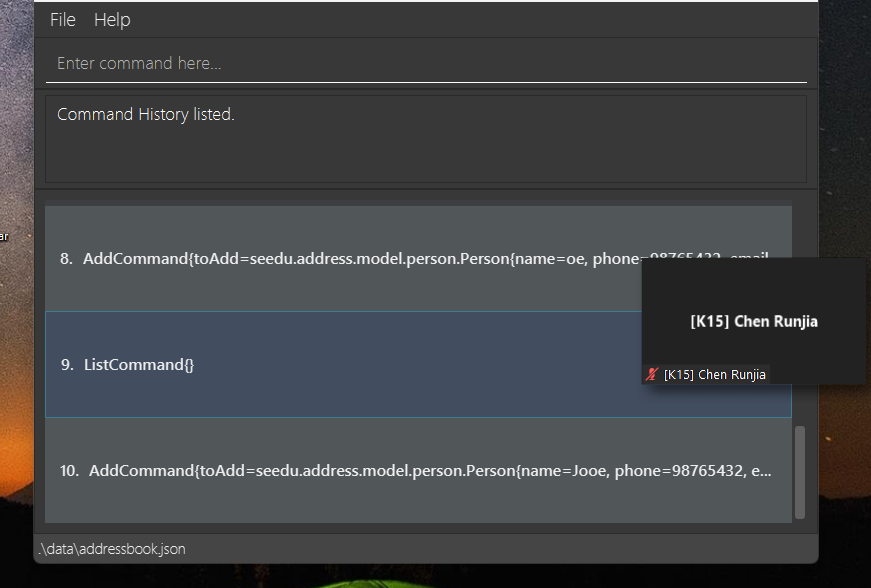 File Help
Enter command here...
Command History listed.
ar
8. AddCommand{toAdd=seedu.address.model.person.Person{name=oe, phone=98765432, email
[K15] Chen Runjia
9. ListCommand{}
[K15] Chen Runjia
10. AddCommand{toAdd=seedu.address.model.person.Person{name=Jooe, phone=98765432, e...
.\data\addressbook.json